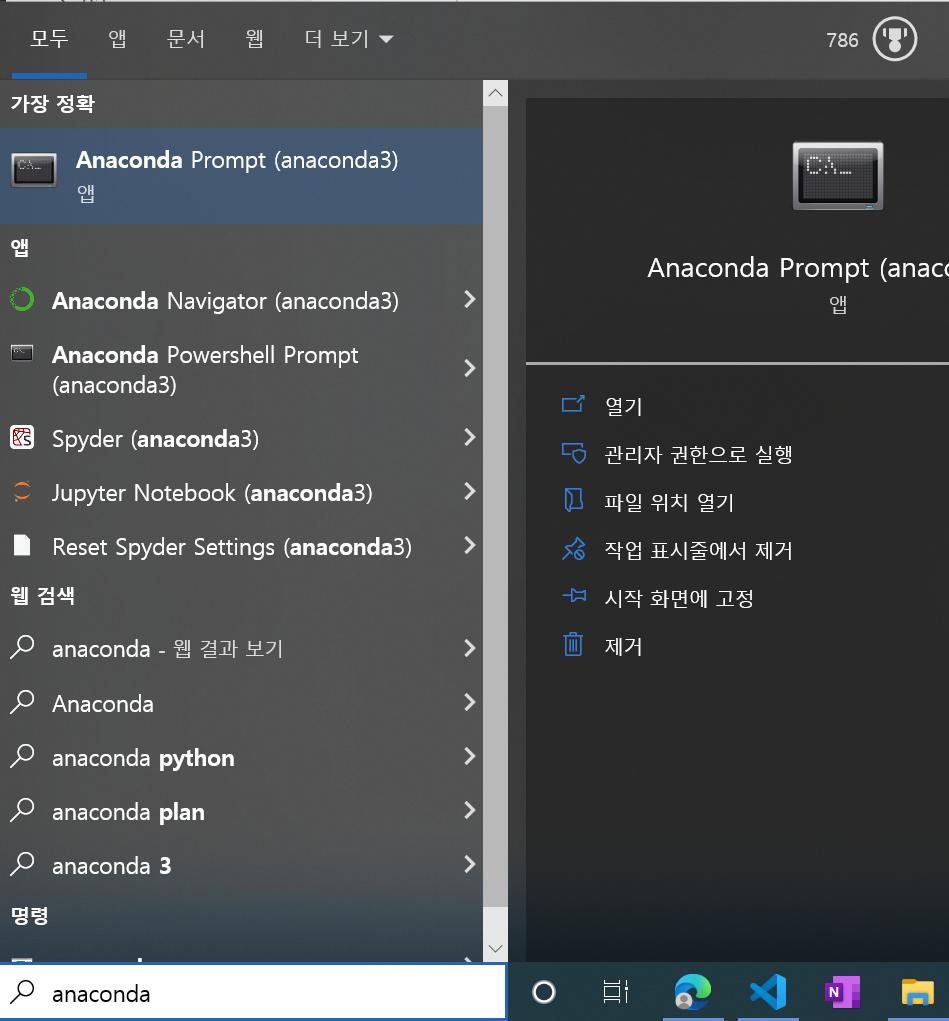 모두 앱 문서 웹 더 보기 786
가장 정확
Anaconda Prompt (anaconda3)
앱
앱
Anaconda Navigator (anaconda3)
Anaconda Powershell Prompt
(anaconda3)
Spyder (anaconda3)
Jupyter Notebook (anaconda3)
Reset Spyder Settings (anaconda3)
웹 검색
anaconda - 웹 결과 보기
Anaconda
anaconda python
anaconda plan
anaconda 3
명령
anaconda
C:\_
Anaconda Prompt (anaco
앱
열기
관리자 권한으로 실행
파일 위치 열기
작업 표시줄에서 제거
시작 화면에 고정
제거
N